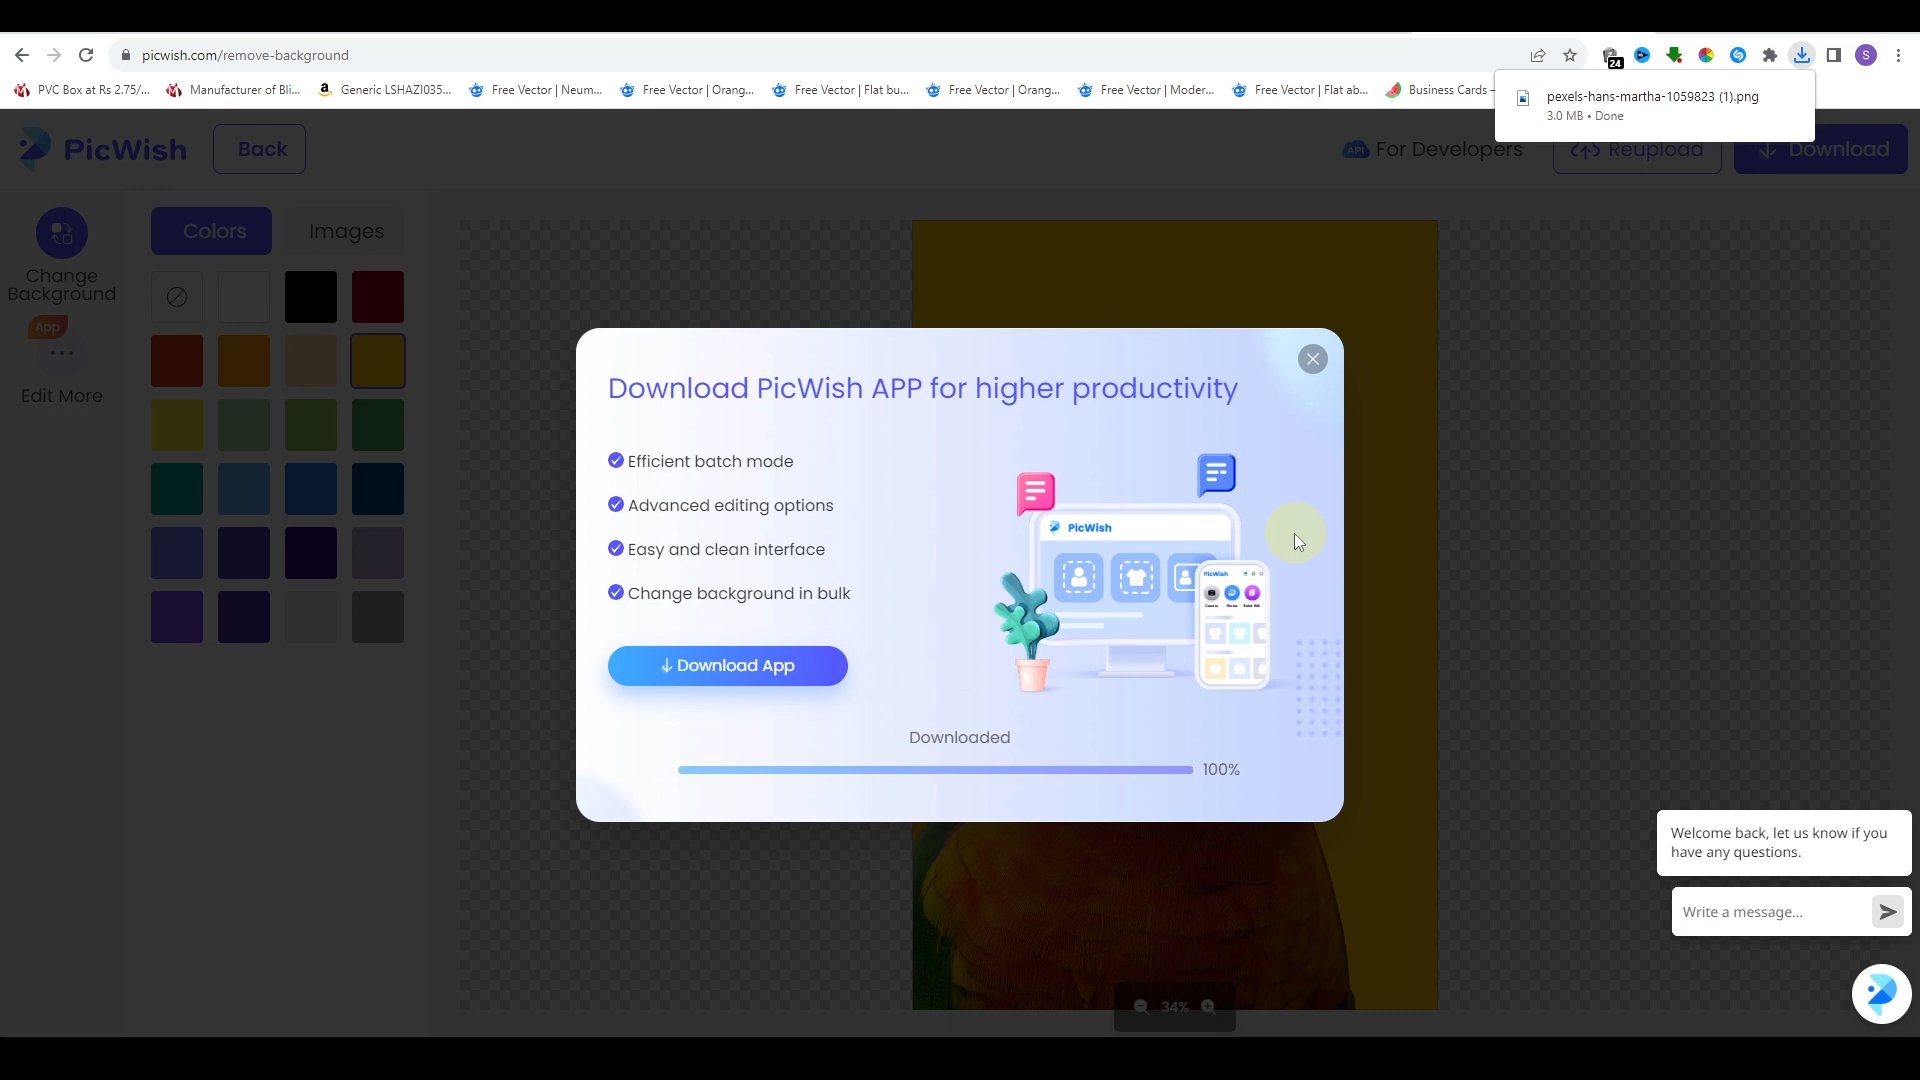 picwish.com/remove-background
24
S
PVC Box at Rs 2.75/...
Manufacturer of Bli...
Generic LSHAZI035...
Free Vector | Neum...
Free Vector | Orang...
Free Vector | Flat bu...
Free Vector | Orang...
Free Vector | Moder...
Free Vector | Flat ab...
Business Cards -
pexels-hans-martha-1059823 (1).png
3.0 MB • Done
PicWish
Back
API
For Developers
Reupload
Download
Colors
Images
Change
Background
App
Edit More
Download PicWish APP for higher productivity
Efficient batch mode
Advanced editing options
Easy and clean interface
Change background in bulk
Download App
PicWish
PicWish
Downloaded
100%
34%
Welcome back, let us know if you
have any questions.
Write a message...